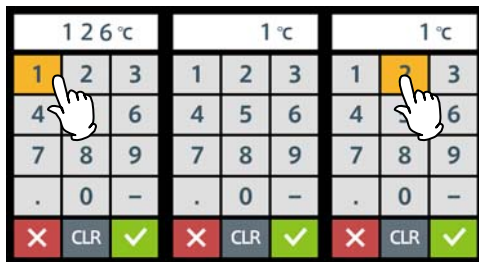 126℃
1 2 3
4 6
7 8 9
. 0 −
✕ CLR ✓
1℃
1 2 3
4 5 6
7 8 9
. 0 −
✕ CLR ✓
1℃
1 2 3
4 6
7 8 9
. 0 −
✕ CLR ✓